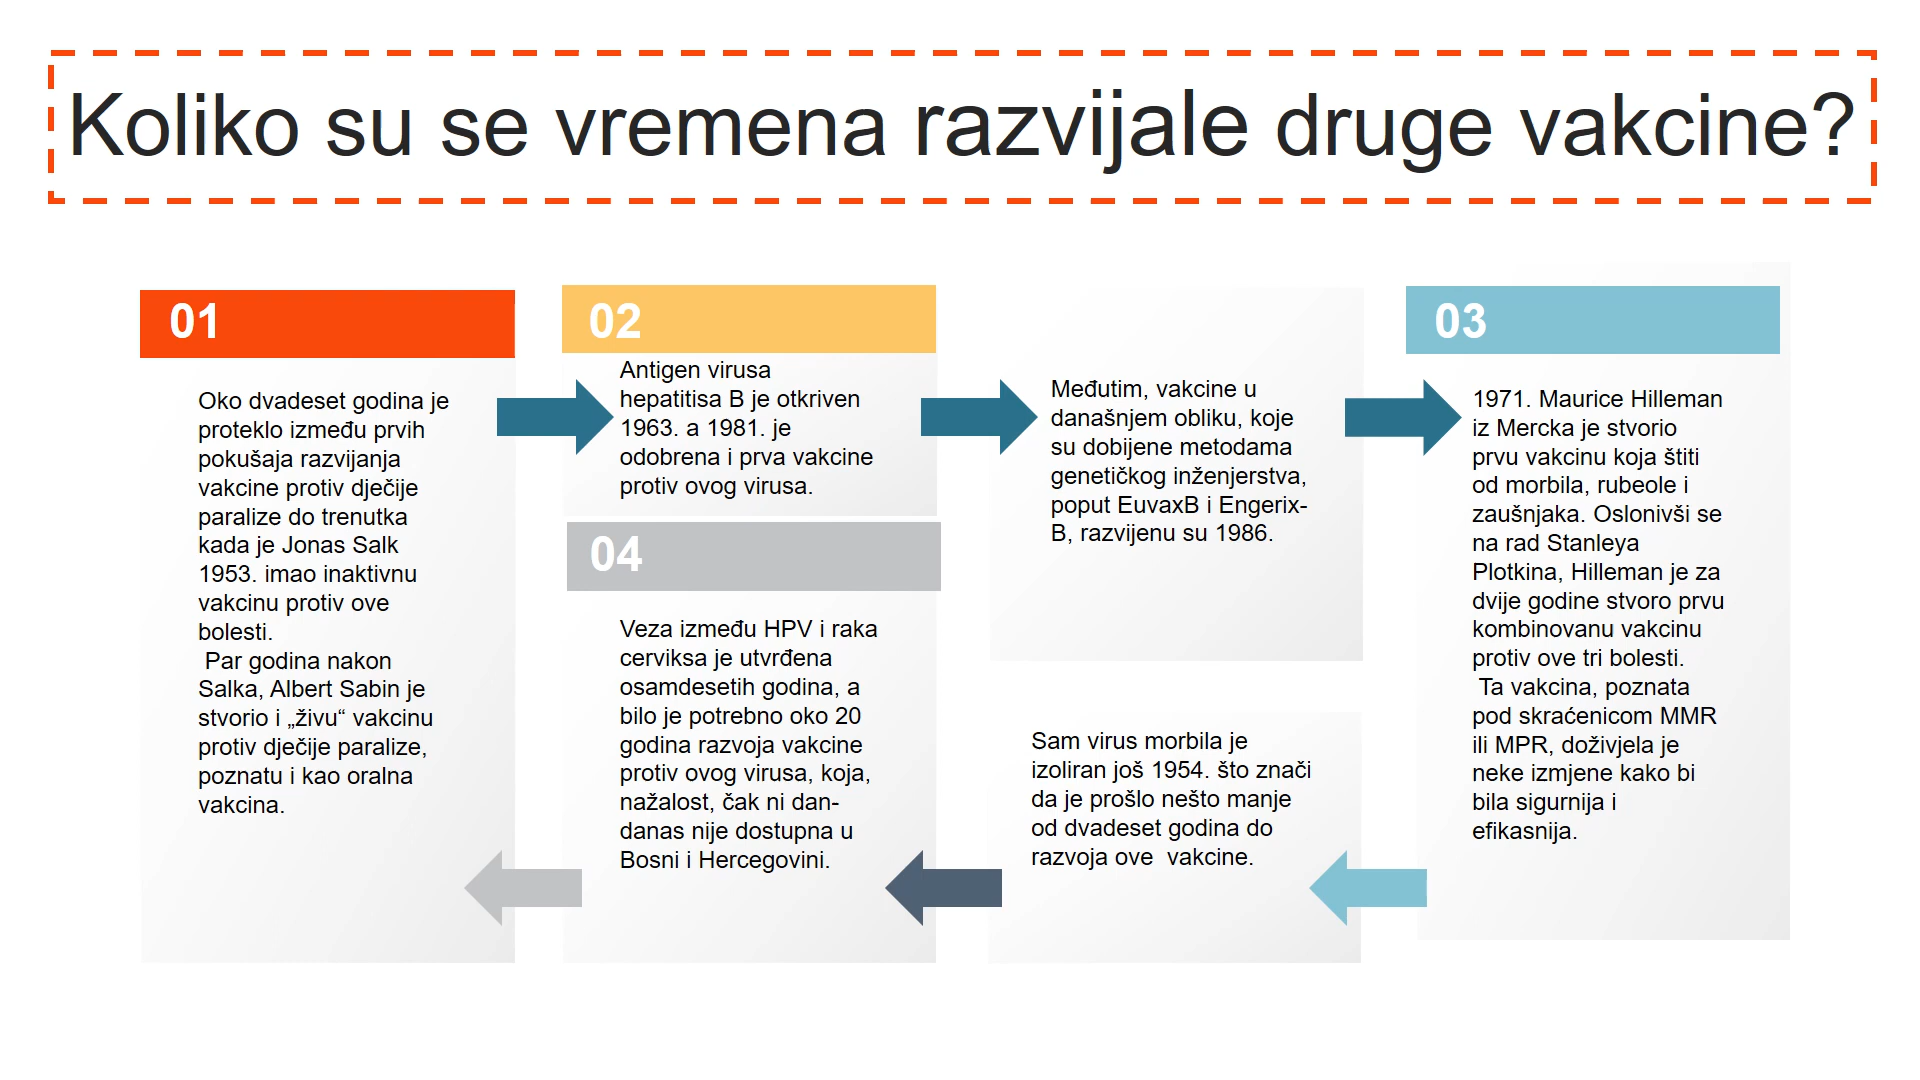 Koliko su se vremena razvijale druge vakcine?
01
Oko dvadeset godina je
proteklo između prvih
pokušaja razvijanja
vakcine protiv dječije
paralize do trenutka
kada je Jonas Salk
1953. imao inaktivnu
vakcinu protiv ove
bolesti.
Par godina nakon
Salka, Albert Sabin je
stvorio i „živu“ vakcinu
protiv dječije paralize,
poznatu i kao oralna
vakcina.
02
Antigen virusa
hepatitisa B je otkriven
1963. a 1981. je
odobrena i prva vakcine
protiv ovog virusa.
Međutim, vakcine u
današnjem obliku, koje
su dobijene metodama
genetičkog inženjerstva,
poput EuvaxB i Engerix-
B, razvijenu su 1986.
03
1971. Maurice Hilleman
iz Mercka je stvorio
prvu vakcinu koja štiti
od morbila, rubeole i
zaušnjaka. Oslonivši se
na rad Stanleya
Plotkina, Hilleman je za
dvije godine stvoro prvu
kombinovanu vakcinu
protiv ove tri bolesti.
Ta vakcina, poznata
pod skraćenicom MMR
ili MPR, doživjela je
neke izmjene kako bi
bila sigurnija i
efikasnija.
Sam virus morbila je
izoliran još 1954. što znači
da je prošlo nešto manje
od dvadeset godina do
razvoja ove  vakcine.
04
Veza između HPV i raka
cerviksa je utvrđena
osamdesetih godina, a
bilo je potrebno oko 20
godina razvoja vakcine
protiv ovog virusa, koja,
nažalost, čak ni dan-
danas nije dostupna u
Bosni i Hercegovini.